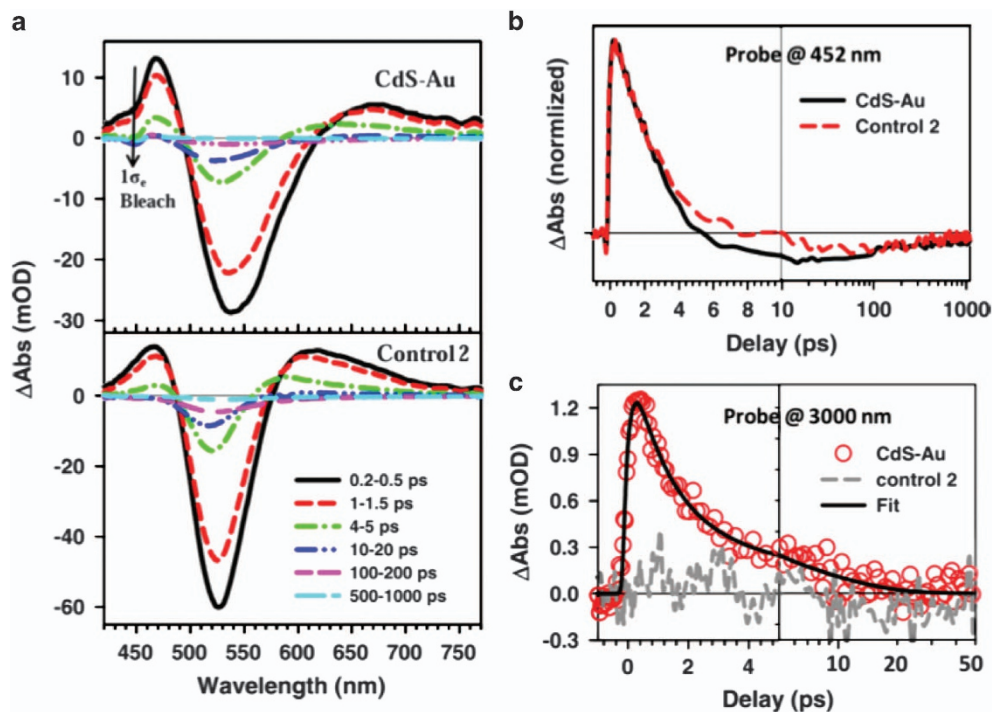 a
CdS-Au
10
0
-10
-20
-30
1σe
Bleach
Control 2
0
-20
-40
-60
ΔAbs (mOD)
0.2-0.5 ps
1-1.5 ps
4-5 ps
10-20 ps
100-200 ps
500-1000 ps
450 500 550 600 650 700 750
Wavelength (nm)
b
Probe @ 452 nm
CdS-Au
Control 2
ΔAbs (normlized)
0 2 4 6 8 10 100 1000
Delay (ps)
c
Probe @ 3000 nm
CdS-Au
control 2
Fit
1.2
0.9
0.6
0.3
0.0
-0.3
ΔAbs (mOD)
0 2 4 10 20 50
Delay (ps)